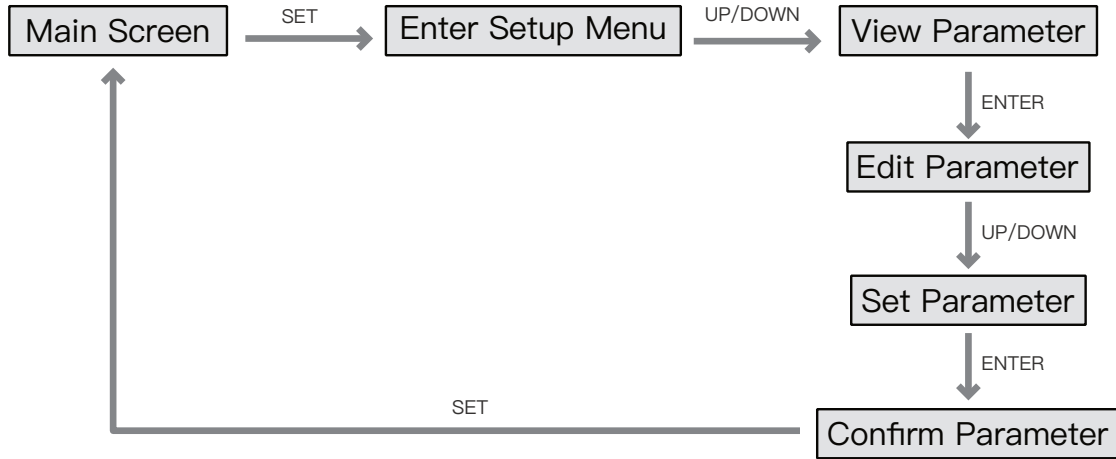 Main Screen
SET
Enter Setup Menu
UP/DOWN
View Parameter
ENTER
Edit Parameter
UP/DOWN
Set Parameter
ENTER
Confirm Parameter
SET